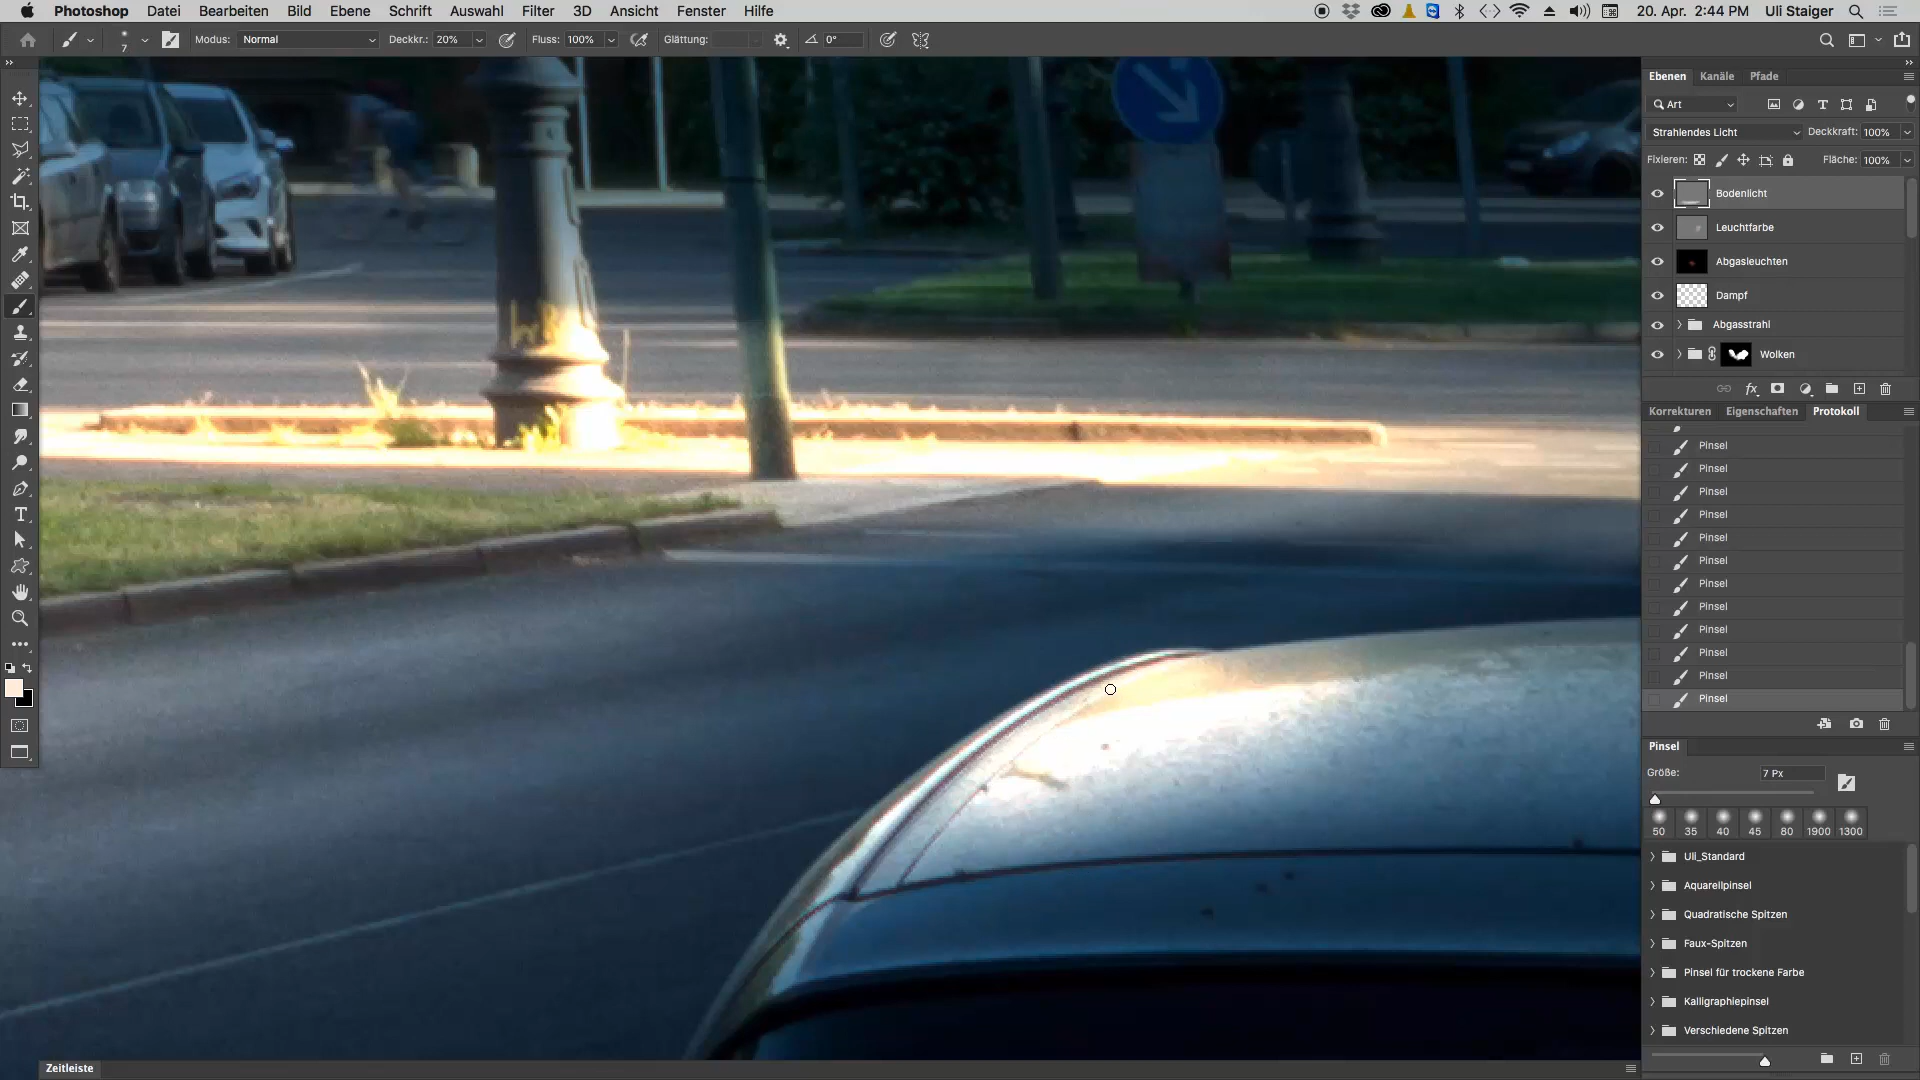 Photoshop Datei Bearbeiten Bild Ebene Schrift Auswahl Filter 3D Ansicht Fenster Hilfe 20. Apr. 2:44 PM Uli Staiger
7 Modus: Normal Deckkr.: 20% Fluss: 100% Glättung: 0°
Ebenen Kanäle Pfade
Art
Strahlendes Licht Deckkraft: 100%
Fixieren: Fläche: 100%
Bodenlicht
Leuchtfarbe
Abgasleuchten
Dampf
Abgasstrahl
Wolken
Korrekturen Eigenschaften Protokoll
Pinsel
Pinsel
Pinsel
Pinsel
Pinsel
Pinsel
Pinsel
Pinsel
Pinsel
Pinsel
Pinsel
Pinsel
Pinsel
Größe: 7 Px
50 35 40 45 80 1900 1300
Uli_Standard
Aquarellpinsel
Quadratische Spitzen
Faux-Spitzen
Pinsel für trockene Farbe
Kalligraphiepinsel
Verschiedene Spitzen
Zeitleiste